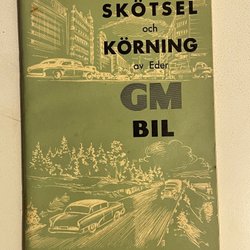 SKÖTSEL
och
KÖRNING
av Eder
GM
BIL